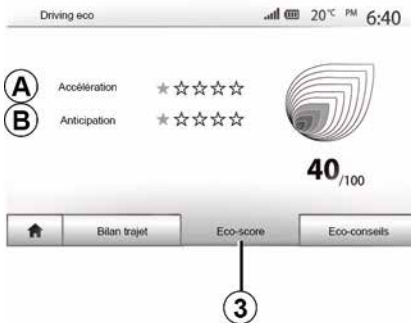 Driving eco 20°C PM 6:40
A Accélération
B Anticipation
40/100
Bilan trajet Eco-score Eco-conseils
3